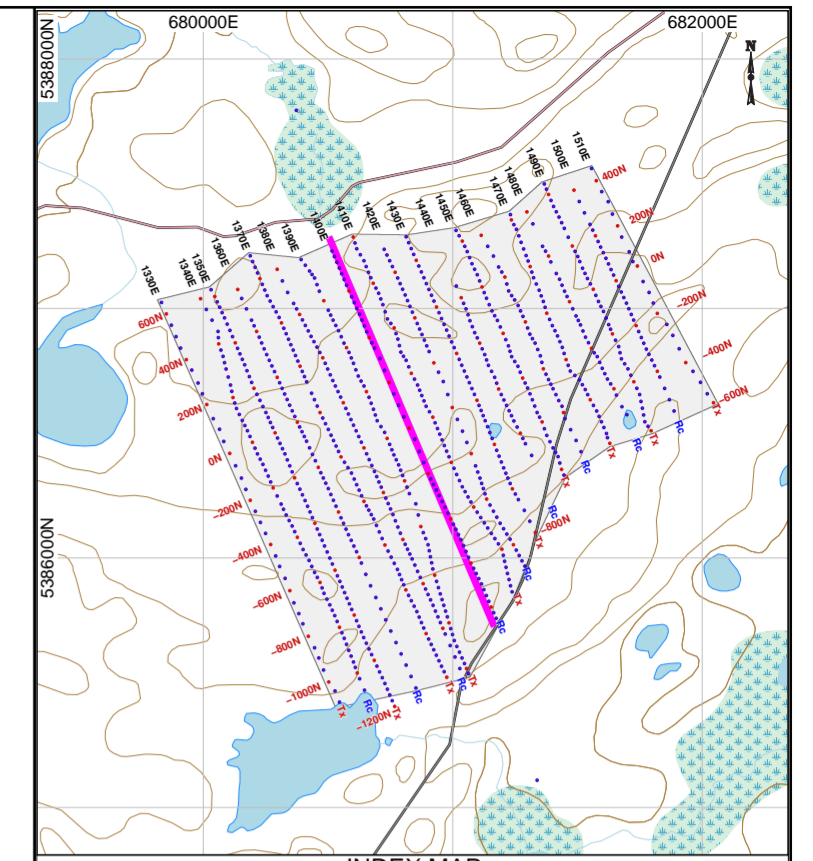 680000E
682000E
N
5388000N
5386000N
1330E
1340E
1350E
1360E
1370E
1380E
1390E
1400E
1410E
1420E
1430E
1440E
1450E
1460E
1470E
1480E
1490E
1500E
1510E
400N
200N
0N
−200N
−400N
−600N
600N
400N
200N
0N
−200N
−400N
−600N
−800N
−1000N
−1200N
−800N
Tx
Rc
Tx
Rc
Tx
Rc
Tx
Rc
Tx
Rc
Tx
Rc
Tx
Rc
Tx
Rc
Tx
INDEX MAP